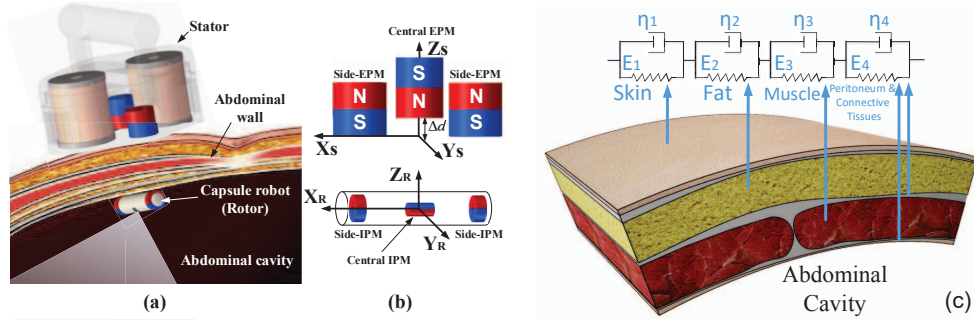 Stator
Abdominal
wall
Capsule robot
(Rotor)
Abdominal cavity
(a)
Central EPM
Zs
Side-EPM
Side-EPM
S
N
N
N
S
S
Δd
Xs
Ys
ZR
XR
Side-IPM
Side-IPM
YR
Central IPM
(b)
η1
η2
η3
η4
E1
E2
E3
E4
Skin
Fat
Muscle
Peritoneum &
Connective
Tissues
Abdominal
Cavity
(c)